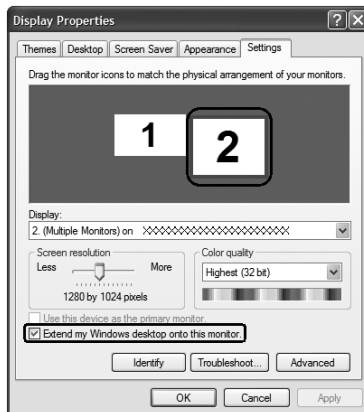 Display Properties
Themes Desktop Screen Saver Appearance Settings
Drag the monitor icons to match the physical arrangement of your monitors.
1 2
Display:
2. (Multiple Monitors) on XXXXXXXXXXXXXXXXXXXXXXX
Screen resolution Color quality
Less More Highest (32 bit)
1280 by 1024 pixels
Use this device as the primary monitor.
Extend my Windows desktop onto this monitor.
Identify Troubleshoot... Advanced
OK Cancel Apply